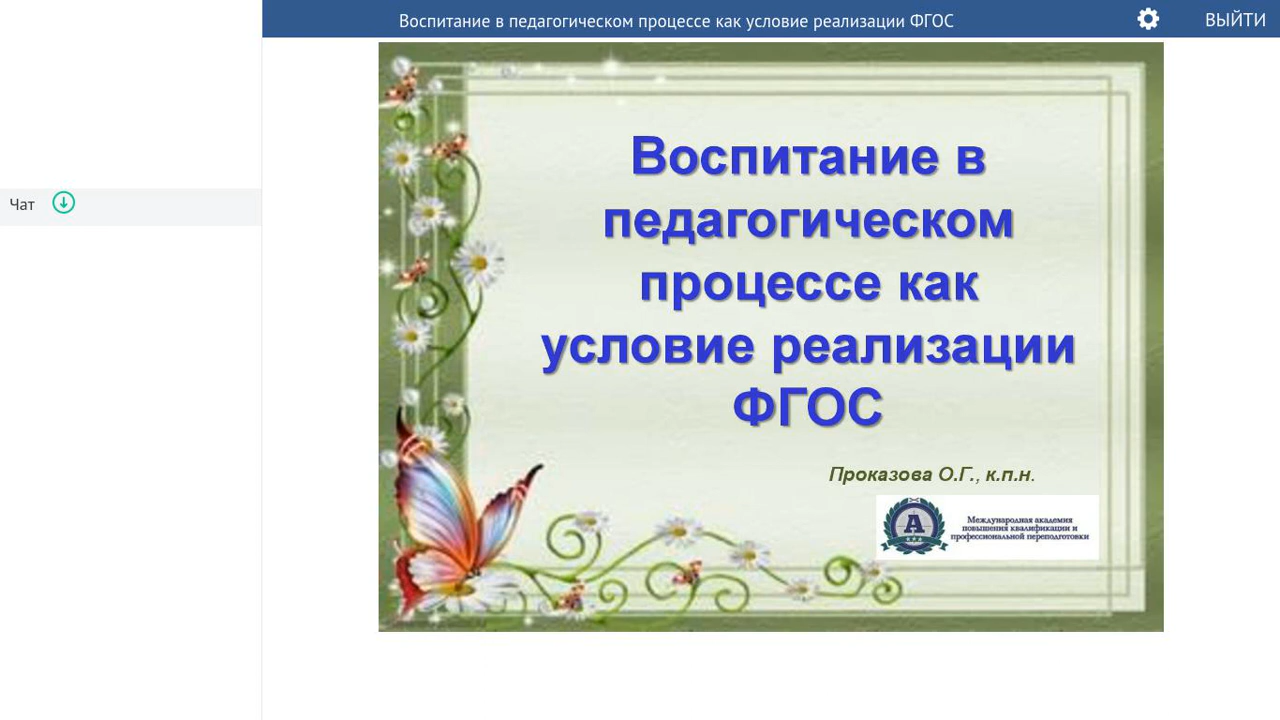 Воспитание в педагогическом процессе как условие реализации ФГОС
ВЫЙТИ
Чат
Воспитание в
педагогическом
процессе как
условие реализации
ФГОС
Проказова О.Г., к.п.н.
А
Международная академия
повышения квалификации и
профессиональной переподготовки